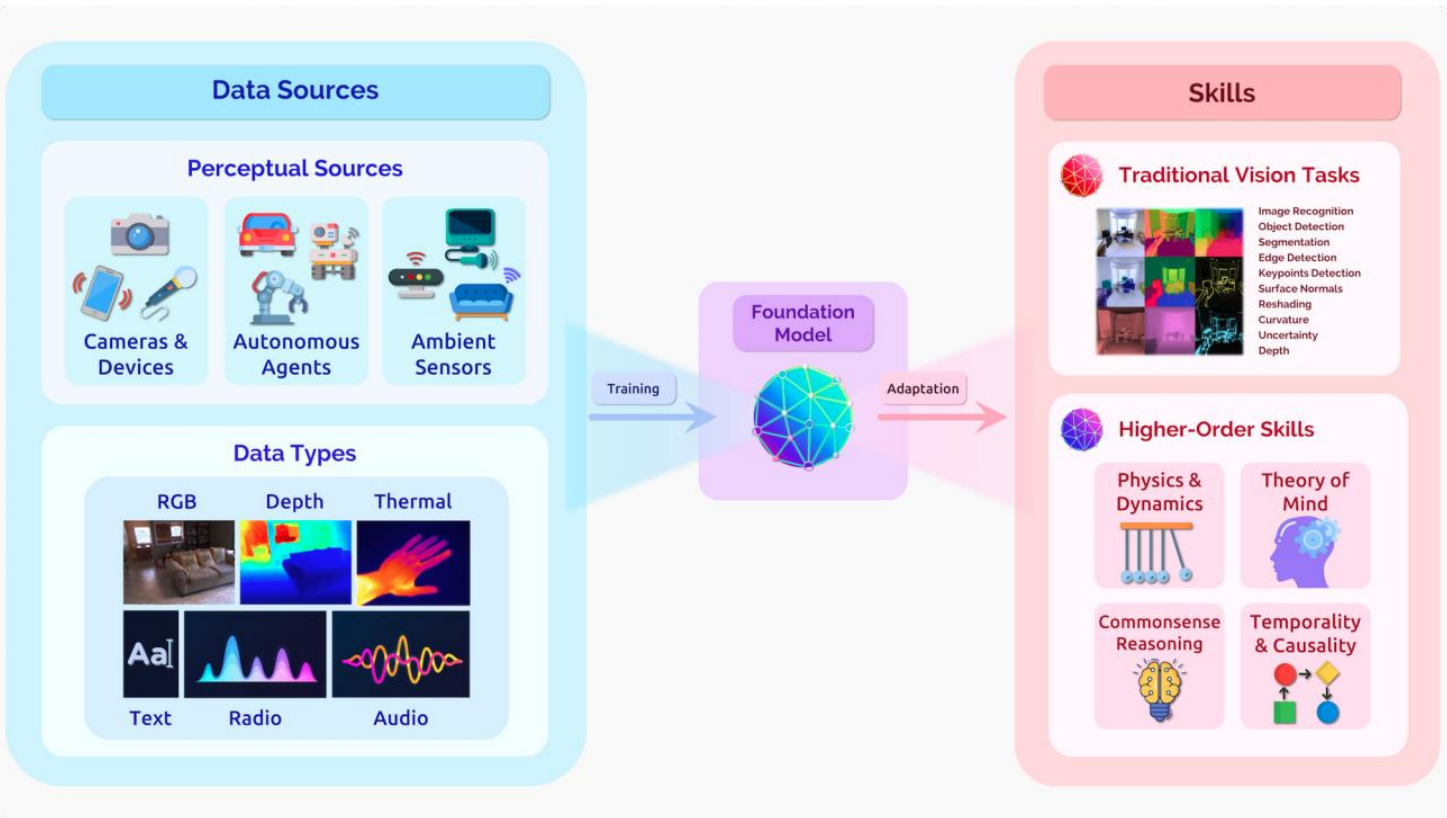 Data Sources
Perceptual Sources
Cameras &
Devices
Autonomous
Agents
Ambient
Sensors
Data Types
RGB
Depth
Thermal
Aa
Text
Radio
Audio
Training
Foundation
Model
Adaptation
Skills
Traditional Vision Tasks
Image Recognition
Object Detection
Segmentation
Edge Detection
Keypoints Detection
Surface Normals
Reshading
Curvature
Uncertainty
Depth
Higher-Order Skills
Physics &
Dynamics
Theory of
Mind
Commonsense
Reasoning
Temporality
& Causality